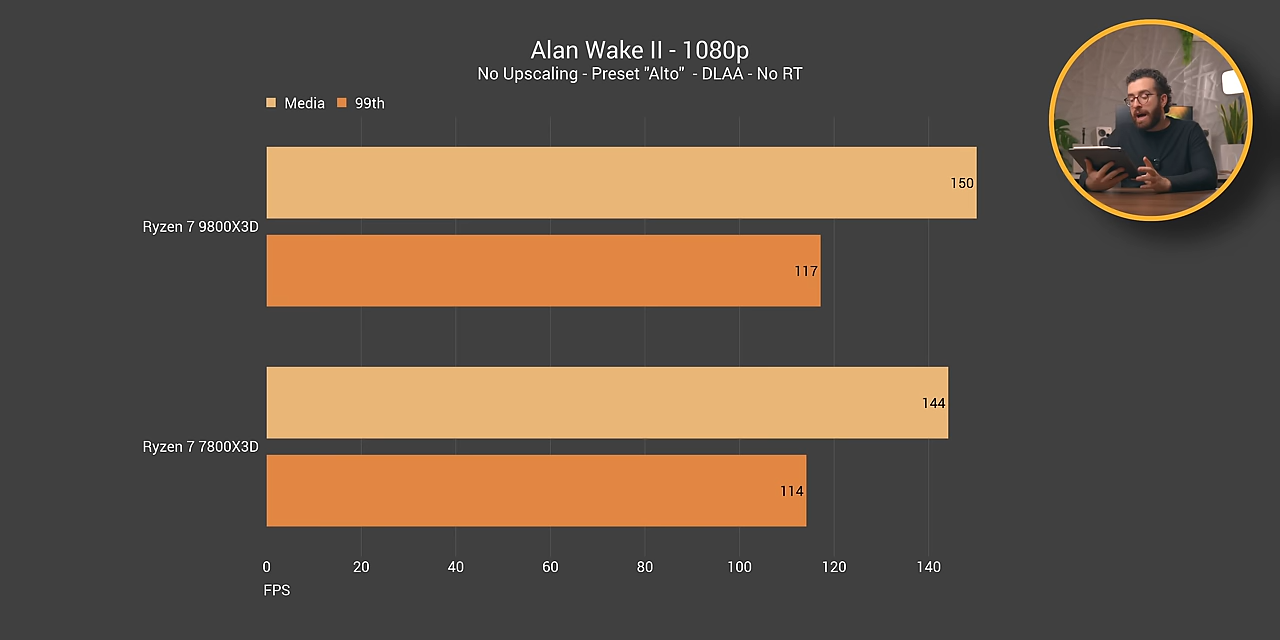 Alan Wake II - 1080p
No Upscaling - Preset "Alto" - DLAA - No RT
Media 99th
Ryzen 7 9800X3D
150
117
Ryzen 7 7800X3D
144
114
0 20 40 60 80 100 120 140
FPS